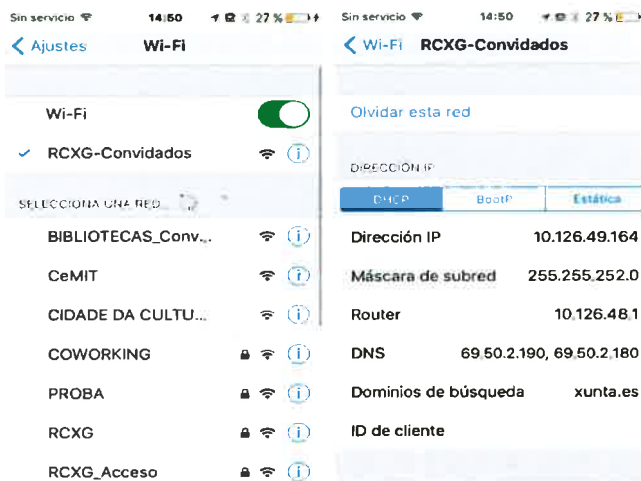 Sin servicio 14:50 27 %
Ajustes Wi-Fi
Wi-Fi
RCXG-Convidados
SELECCIONA UNA RED
BIBLIOTECAS_Conv...
CeMIT
CIDADE DA CULTU...
COWORKING
PROBA
RCXG
RCXG_Acceso
Sin servicio 14:50 27 %
Wi-Fi RCXG-Convidados
Olvidar esta red
DIRECCIÓN IP
DHCP BootP Estática
Dirección IP 10.126.49.164
Máscara de subred 255.255.252.0
Router 10.126.48.1
DNS 69.50.2.190, 69.50.2.180
Dominios de búsqueda xunta.es
ID de cliente